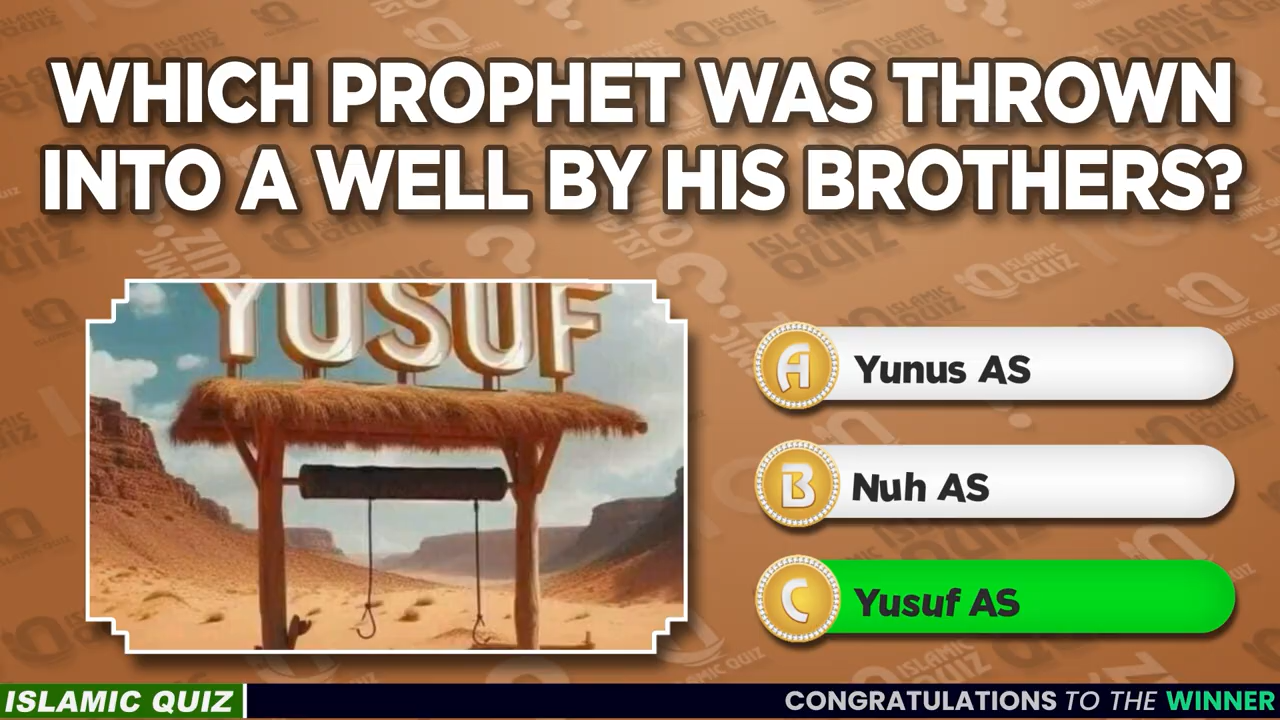 WHICH PROPHET WAS THROWN
INTO A WELL BY HIS BROTHERS?
YUSUF
A Yunus AS
B Nuh AS
C Yusuf AS
ISLAMIC QUIZ
CONGRATULATIONS TO THE WINNER